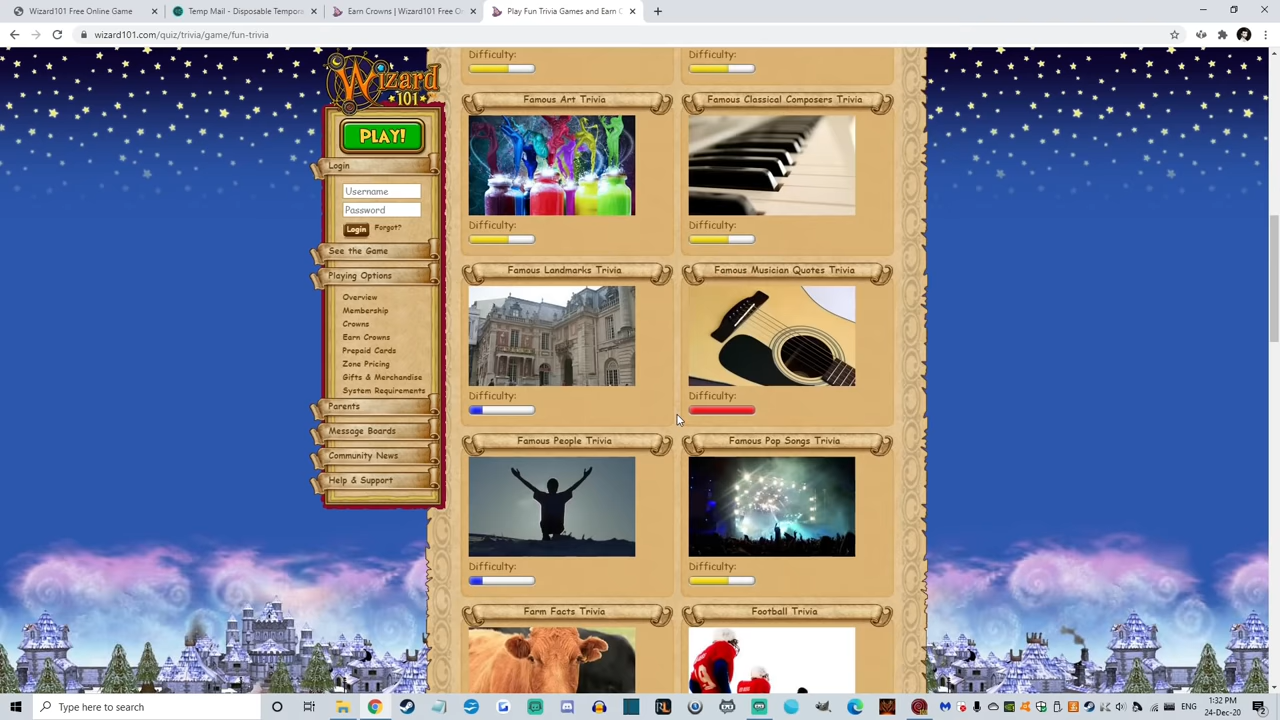 Wizard101 Free Online Game
Temp Mail - Disposable Tempora
Earn Crowns | Wizard101 Free O
Play Fun Trivia Games and Earn C
wizard101.com/quiz/trivia/game/fun-trivia
Wizard
101
PLAY!
Login
Username
Password
Login Forgot?
See the Game
Playing Options
Overview
Membership
Crowns
Earn Crowns
Prepaid Cards
Zone Pricing
Gifts & Merchandise
System Requirements
Parents
Message Boards
Community News
Help & Support
Difficulty:
Difficulty:
Famous Art Trivia
Famous Classical Composers Trivia
Difficulty:
Difficulty:
Famous Landmarks Trivia
Famous Musician Quotes Trivia
Difficulty:
Difficulty:
Famous People Trivia
Famous Pop Songs Trivia
Difficulty:
Difficulty:
Farm Facts Trivia
Football Trivia
Type here to search
ENG
1:32 PM
24-Dec-20
2